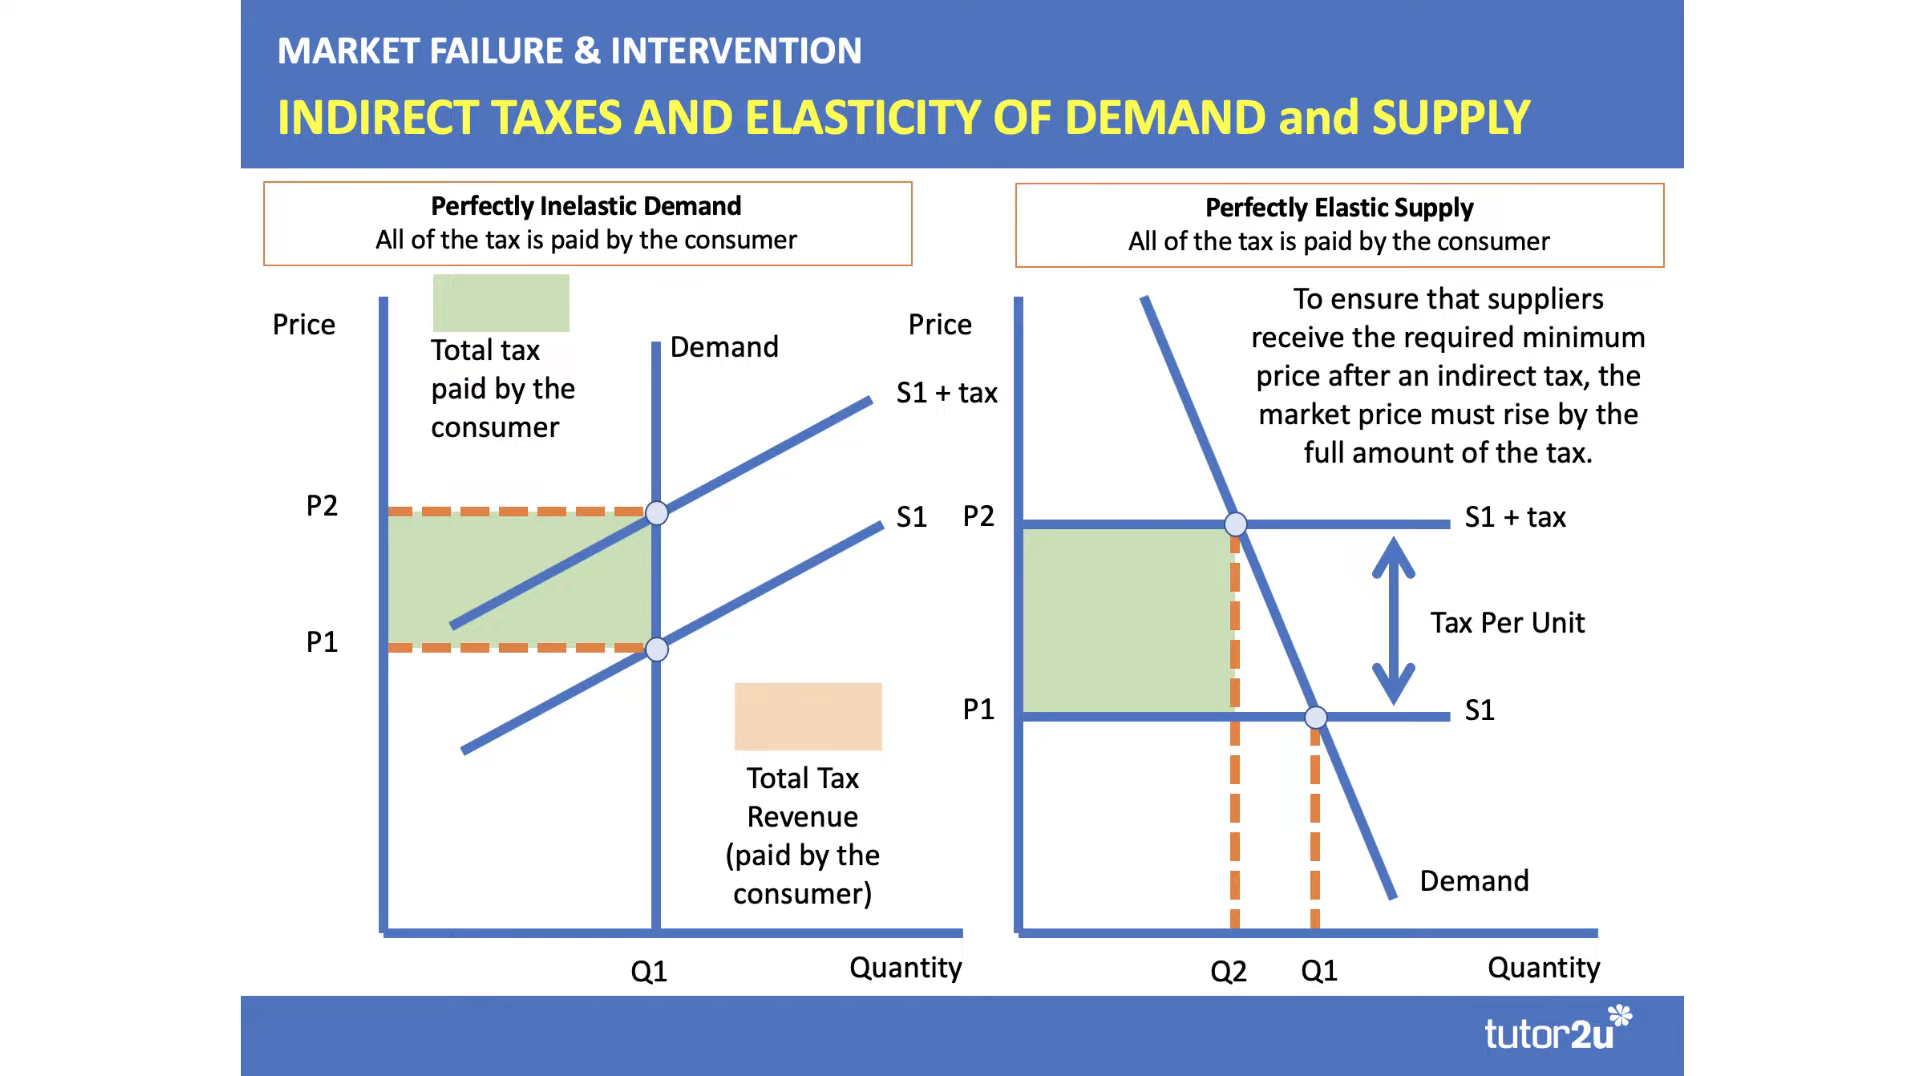 MARKET FAILURE & INTERVENTION
INDIRECT TAXES AND ELASTICITY OF DEMAND and SUPPLY
Perfectly Inelastic Demand
All of the tax is paid by the consumer
Price
Total tax
paid by the
consumer
Demand
S1 + tax
P2
S1
P1
Total Tax
Revenue
(paid by the
consumer)
Q1
Quantity
Perfectly Elastic Supply
All of the tax is paid by the consumer
Price
To ensure that suppliers
receive the required minimum
price after an indirect tax, the
market price must rise by the
full amount of the tax.
P2
S1 + tax
Tax Per Unit
P1
S1
Demand
Q2
Q1
Quantity
tutor2u